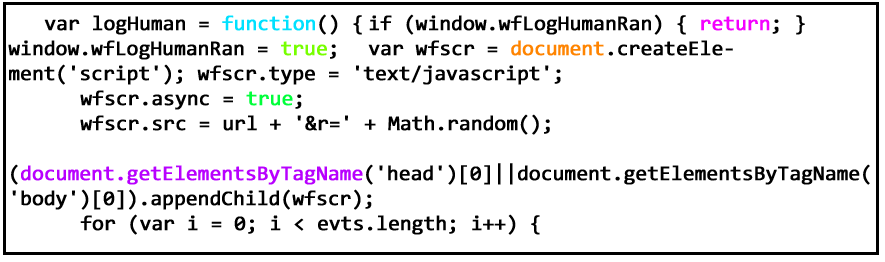 var logHuman = function() { if (window.wfLogHumanRan) { return; }
window.wfLogHumanRan = true;   var wfscr = document.createEle-
ment('script'); wfscr.type = 'text/javascript';
wfscr.async = true;
wfscr.src = url + '&r=' + Math.random();
(document.getElementsByTagName('head')[0]||document.getElementsByTagName(
'body')[0]).appendChild(wfscr);
for (var i = 0; i < evts.length; i++) {